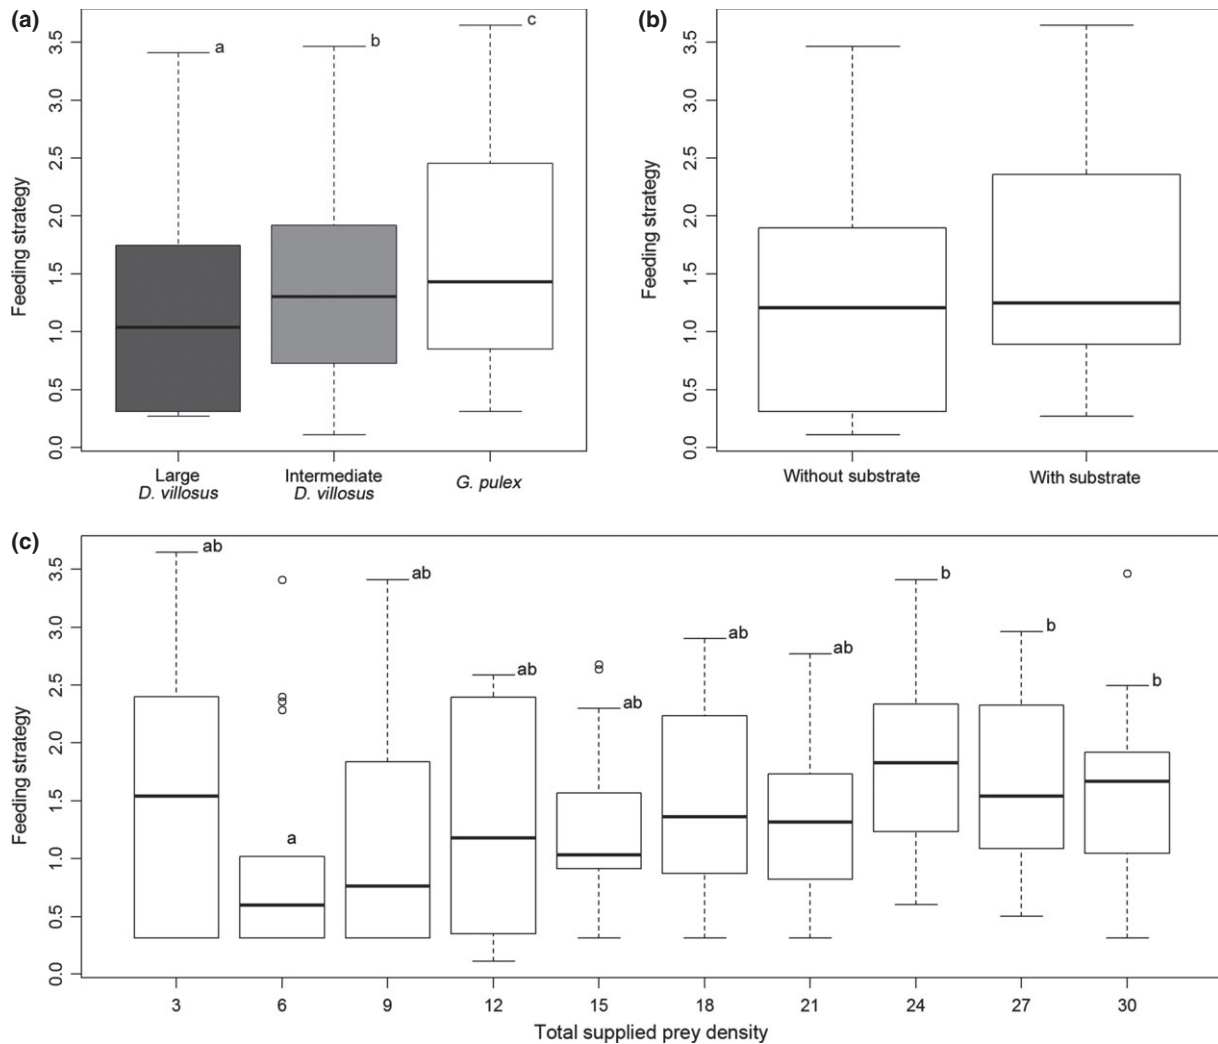 (a)
Feeding strategy
0.0 0.5 1.0 1.5 2.0 2.5 3.0 3.5
a
b
c
Large
D. villosus
Intermediate
D. villosus
G. pulex
(b)
Feeding strategy
0.0 0.5 1.0 1.5 2.0 2.5 3.0 3.5
Without substrate
With substrate
(c)
Feeding strategy
0.0 0.5 1.0 1.5 2.0 2.5 3.0 3.5
ab
a
ab
ab
ab
ab
ab
b
b
b
3 6 9 12 15 18 21 24 27 30
Total supplied prey density